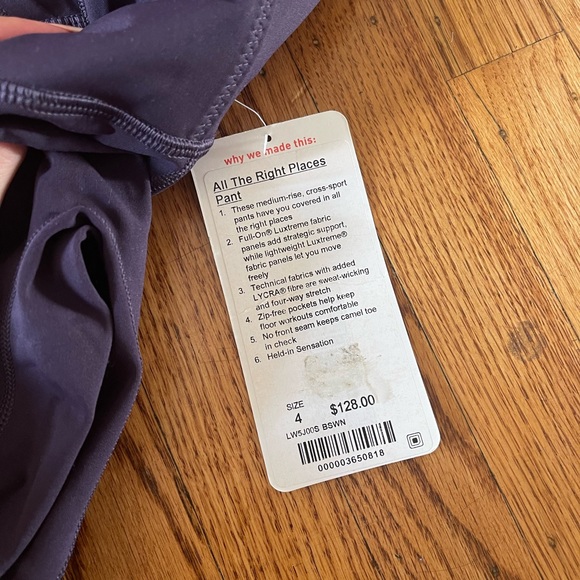 why we made this:
All The Right Places
Pant
1. These medium-rise, cross-sport
pants have you covered in all
the right places
2. Full-On® Luxtreme fabric
panels add strategic support,
while lightweight Luxtreme®
fabric panels let you move
freely
3. Technical fabrics with added
LYCRA® fibre are sweat-wicking
and four-way stretch
4. Zip-free pockets help keep
floor workouts comfortable
5. No front seam keeps camel toe
in check
6. Held-in Sensation
SIZE
4 $128.00
LW5J00S BSWN
000003650818